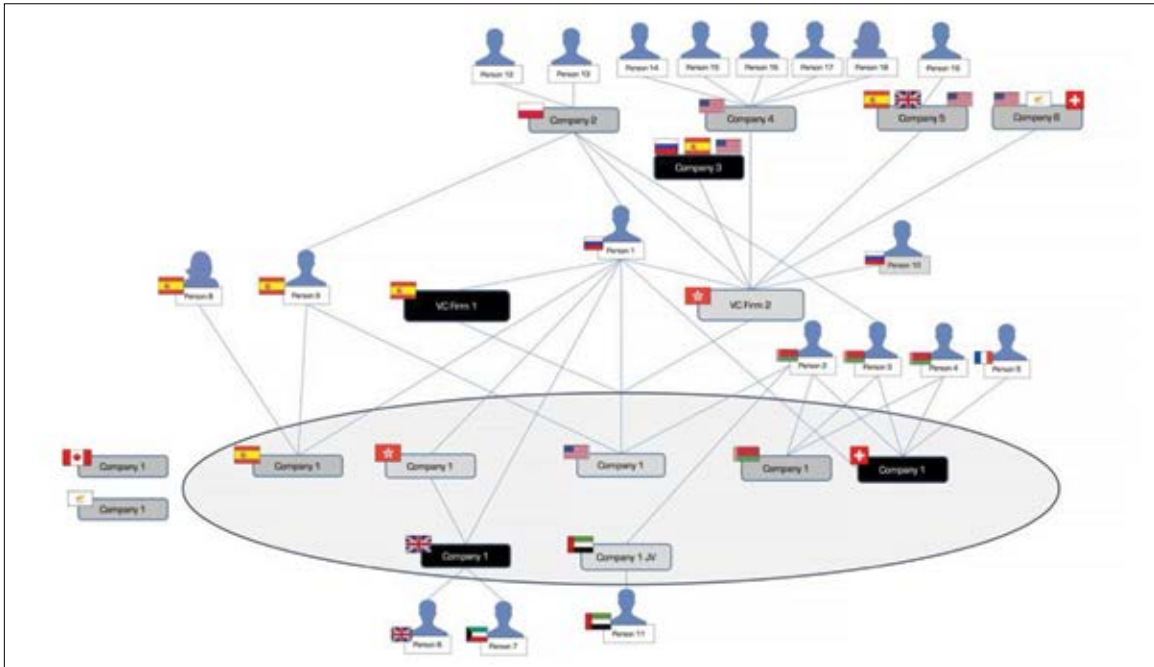 Person 12
Person 13
Person 14
Person 15
Person 16
Person 17
Person 18
Person 19
Company 2
Company 4
Company 5
Company 6
Company 3
Person 1
Person 10
Person 8
Person 9
VC Firm 1
VC Firm 2
Person 2
Person 3
Person 4
Person 5
Company 1
Company 1
Company 1
Company 1
Company 1
Company 1
Company 1
Company 1
Company 1 JV
Person 6
Person 7
Person 11